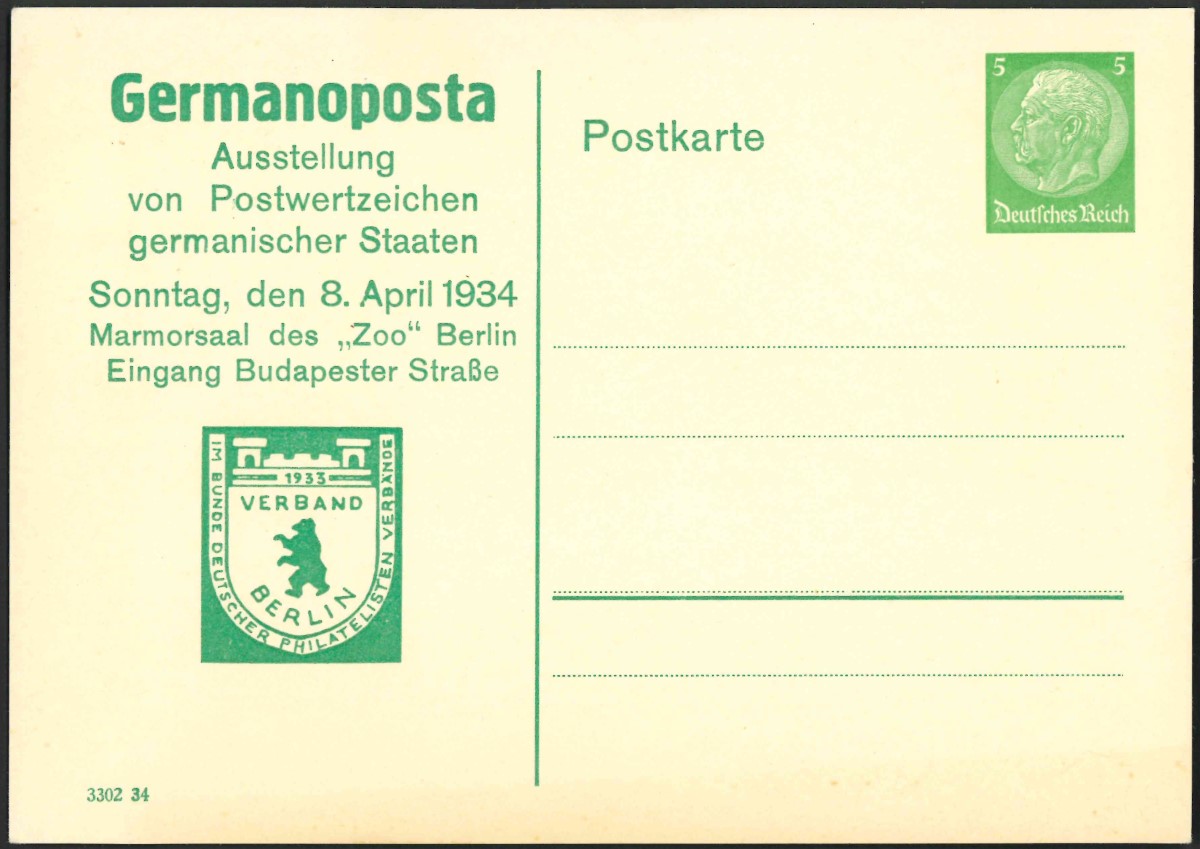 Germanoposta
Ausstellung
von Postwertzeichen
germanischer Staaten
Sonntag, den 8. April 1934
Marmorsaal des „Zoo“ Berlin
Eingang Budapester Straße
1933
VERBAND
BERLIN
IM BUNDE DEUTSCHER PHILATELISTEN VERBÄNDE
3302 34
Postkarte
5 5
Deutsches Reich